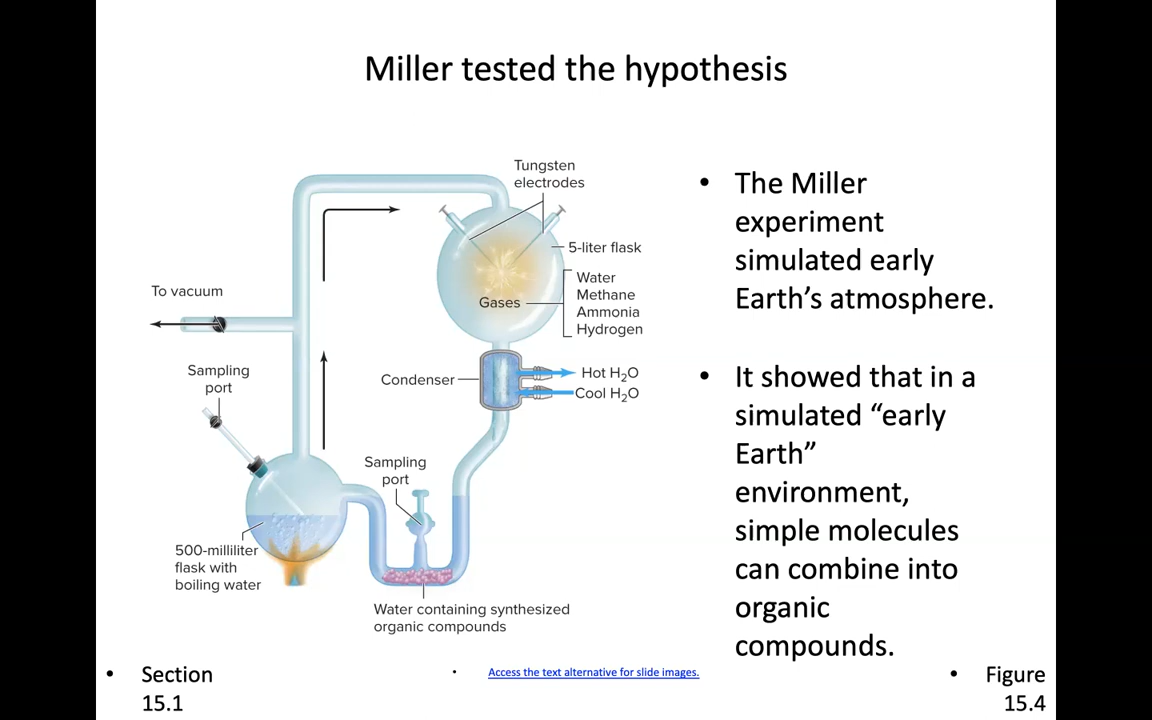 Miller tested the hypothesis
Tungsten
electrodes
5-liter flask
Water
Methane
Ammonia
Hydrogen
Gases
To vacuum
Sampling
port
Condenser
Hot H₂O
Cool H₂O
Sampling
port
500-milliliter
flask with
boiling water
Water containing synthesized
organic compounds
• The Miller
experiment
simulated early
Earth’s atmosphere.
• It showed that in a
simulated “early
Earth”
environment,
simple molecules
can combine into
organic
compounds.
• Section
15.1
• Access the text alternative for slide images.
• Figure
15.4